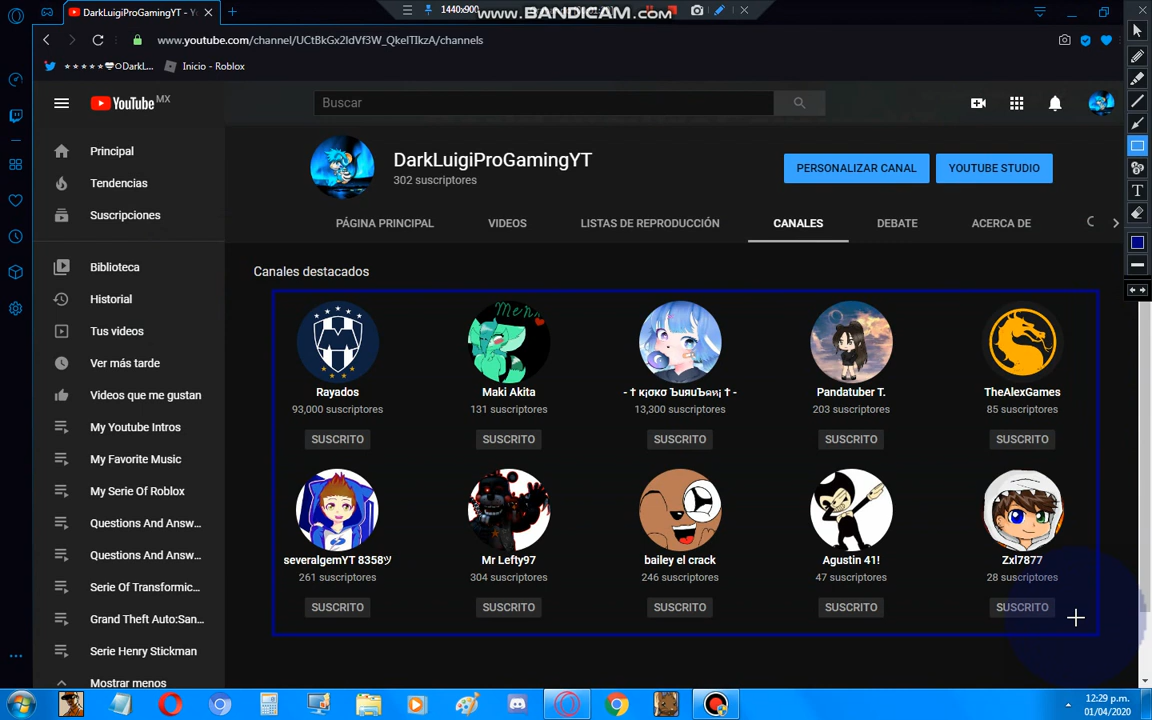 1440x900
www.BANDICAM.com
DarkLuigiProGamingYT - Yo
www.youtube.com/channel/UCtBkGx2ldVf3W_QkelTIkzA/channels
★★★★★ DarkL...
Inicio - Roblox
YouTube MX
Buscar
DarkLuigiProGamingYT
302 suscriptores
PERSONALIZAR CANAL
YOUTUBE STUDIO
PÁGINA PRINCIPAL
VIDEOS
LISTAS DE REPRODUCCIÓN
CANALES
DEBATE
ACERCA DE
Principal
Tendencias
Suscripciones
Biblioteca
Historial
Tus videos
Ver más tarde
Videos que me gustan
My Youtube Intros
My Favorite Music
My Serie Of Roblox
Questions And Answ...
Questions And Answ...
Serie Of Transformic...
Grand Theft Auto:San...
Serie Henry Stickman
Mostrar menos
Canales destacados
Rayados
93,000 suscriptores
SUSCRITO
Meni
Maki Akita
131 suscriptores
SUSCRITO
13,300 suscriptores
SUSCRITO
Pandatuber T.
203 suscriptores
SUSCRITO
TheAlexGames
85 suscriptores
SUSCRITO
severalgemYT 8358ツ
261 suscriptores
SUSCRITO
Mr Lefty97
304 suscriptores
SUSCRITO
bailey el crack
246 suscriptores
SUSCRITO
Agustin 41!
47 suscriptores
SUSCRITO
Zxl7877
28 suscriptores
SUSCRITO
12:29 p.m.
01/04/2020